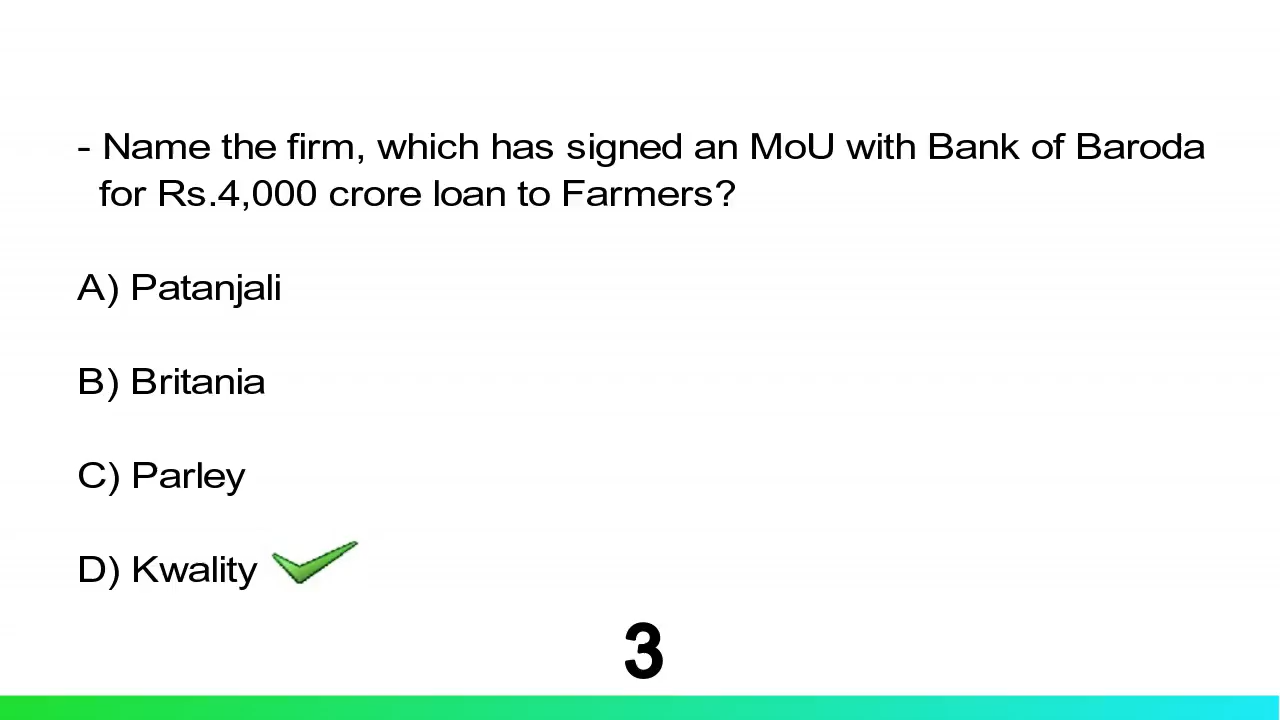 - Name the firm, which has signed an MoU with Bank of Baroda
for Rs.4,000 crore loan to Farmers?
A) Patanjali
B) Britania
C) Parley
D) Kwality
3